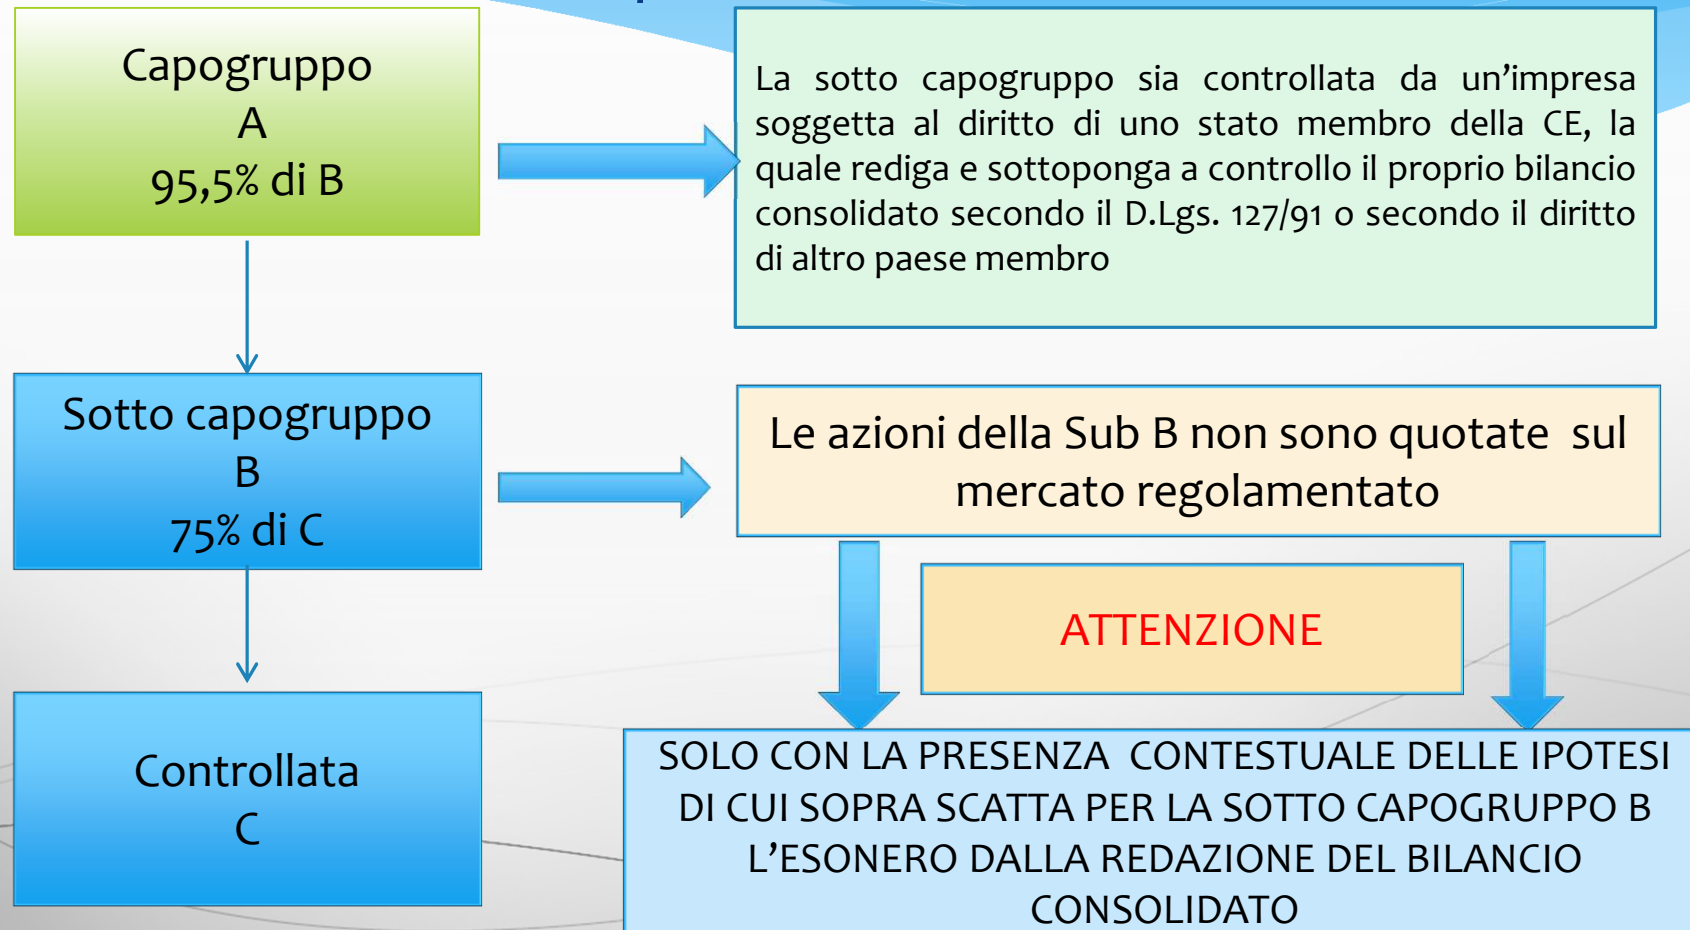 Capogruppo
A
95,5% di B
La sotto capogruppo sia controllata da un’impresa
soggetta al diritto di uno stato membro della CE, la
quale rediga e sottoponga a controllo il proprio bilancio
consolidato secondo il D.Lgs. 127/91 o secondo il diritto
di altro paese membro
Sotto capogruppo
B
75% di C
Le azioni della Sub B non sono quotate sul
mercato regolamentato
ATTENZIONE
Controllata
C
SOLO CON LA PRESENZA CONTESTUALE DELLE IPOTESI
DI CUI SOPRA SCATTA PER LA SOTTO CAPOGRUPPO B
L’ESONERO DALLA REDAZIONE DEL BILANCIO
CONSOLIDATO